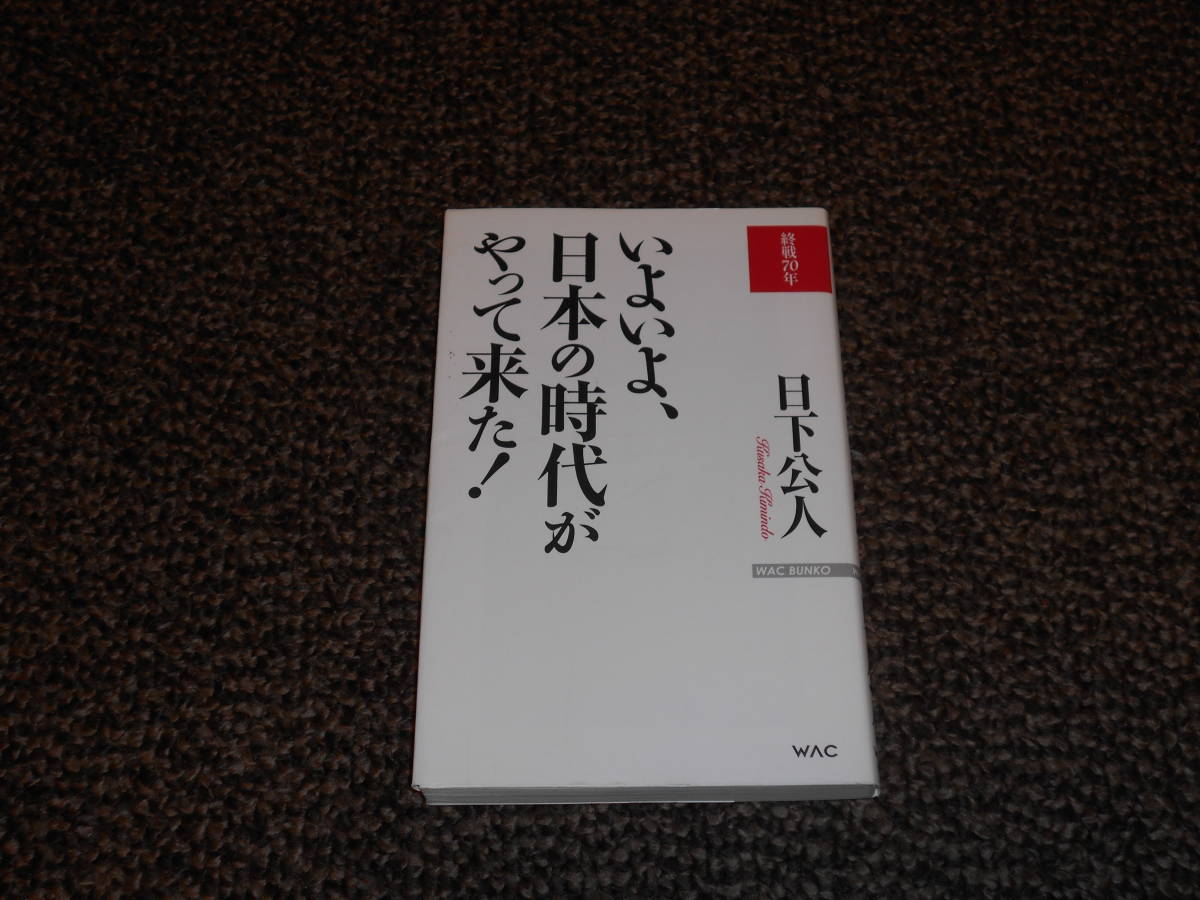 終戦70年
いよいよ、
日本の時代が
やって来た!
日下公人
Kusaka Kimindo
WAC BUNKO
WAC